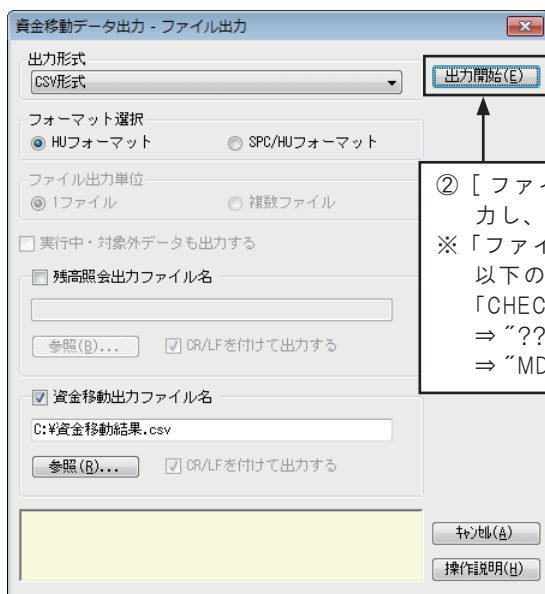 資金移動データ出力 - ファイル出力
出力形式
CSV形式
出力開始(E)
フォーマット選択
HUフォーマット
SPC/HUフォーマット
ファイル出力単位
1ファイル
複数ファイル
実行中・対象外データも出力する
残高照会出力ファイル名
参照(B)...
CR/LFを付けて出力する
資金移動出力ファイル名
C:¥資金移動結果.csv
参照(R)...
CR/LFを付けて出力する
② [ ファイ
力し、
※「ファイ
以下の
「CHEC
⇒ ˝??
⇒ ˝MD
キャンセル(A)
操作説明(H)